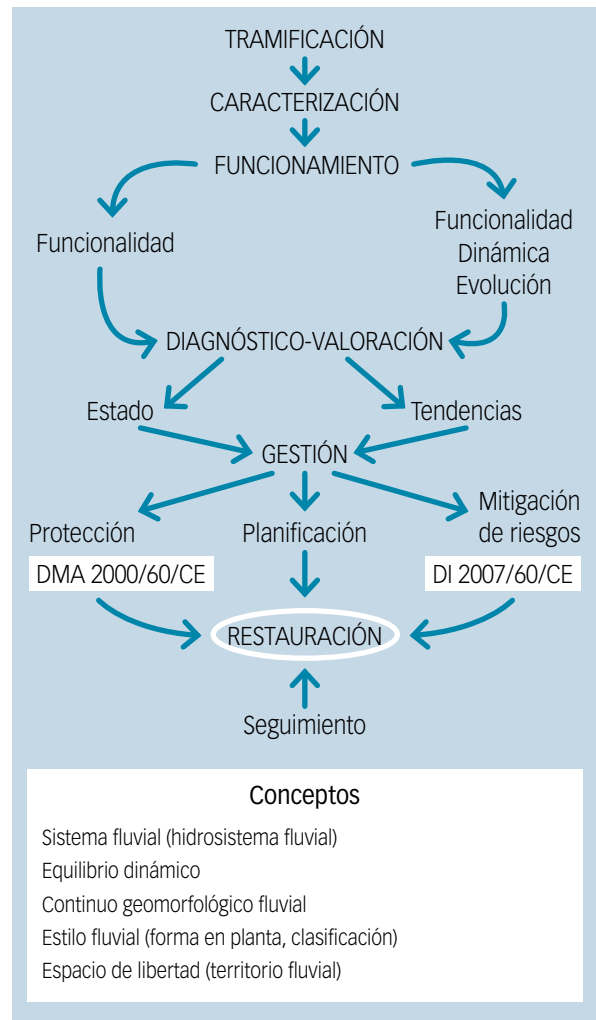 TRAMIFICACIÓN
CARACTERIZACIÓN
FUNCIONAMIENTO
Funcionalidad
Funcionalidad
Dinámica
Evolución
DIAGNÓSTICO-VALORACIÓN
Estado
Tendencias
GESTIÓN
Protección
DMA 2000/60/CE
Planificación
Mitigación
de riesgos
DI 2007/60/CE
RESTAURACIÓN
Seguimiento
Conceptos
Sistema fluvial (hidrosistema fluvial)
Equilibrio dinámico
Continuo geomorfológico fluvial
Estilo fluvial (forma en planta, clasificación)
Espacio de libertad (territorio fluvial)